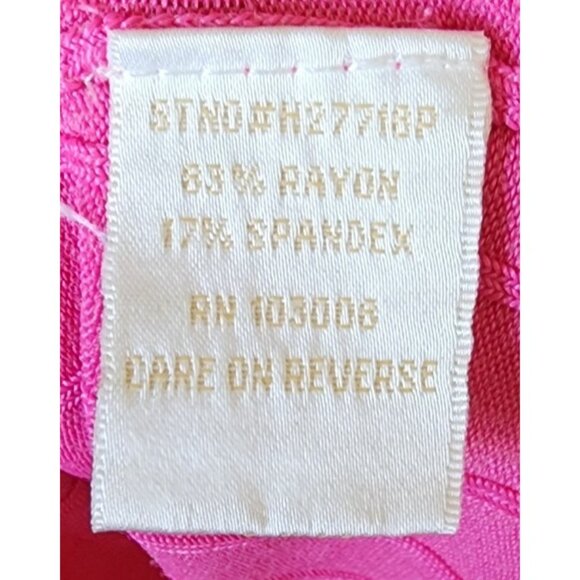 STNO#H27718P
83% RAYON
17% SPANDEX
RN 103006
CARE ON REVERSE